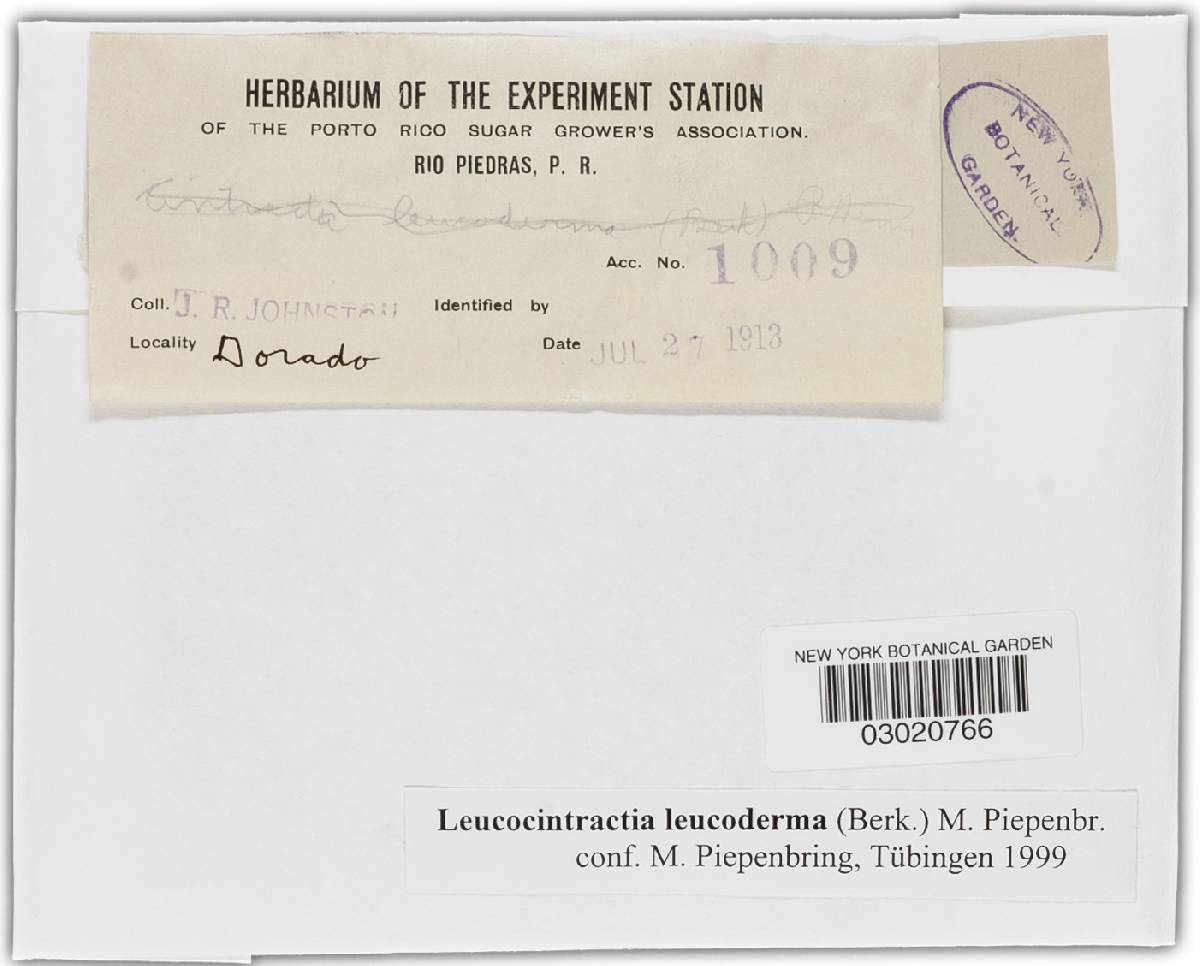 HERBARIUM OF THE EXPERIMENT STATION
OF THE PORTO RICO SUGAR GROWER'S ASSOCIATION.
RIO PIEDRAS, P. R.
leucoderma (Berk)
Acc. No. 1009
Coll. J. R. JOHNSTON Identified by
Locality Dorado Date JUL 27 1913
NEW YORK
BOTANICAL
GARDEN.
NEW YORK BOTANICAL GARDEN
03020766
Leucocintractia leucoderma (Berk.) M. Piepenbr.
conf. M. Piepenbring, Tübingen 1999